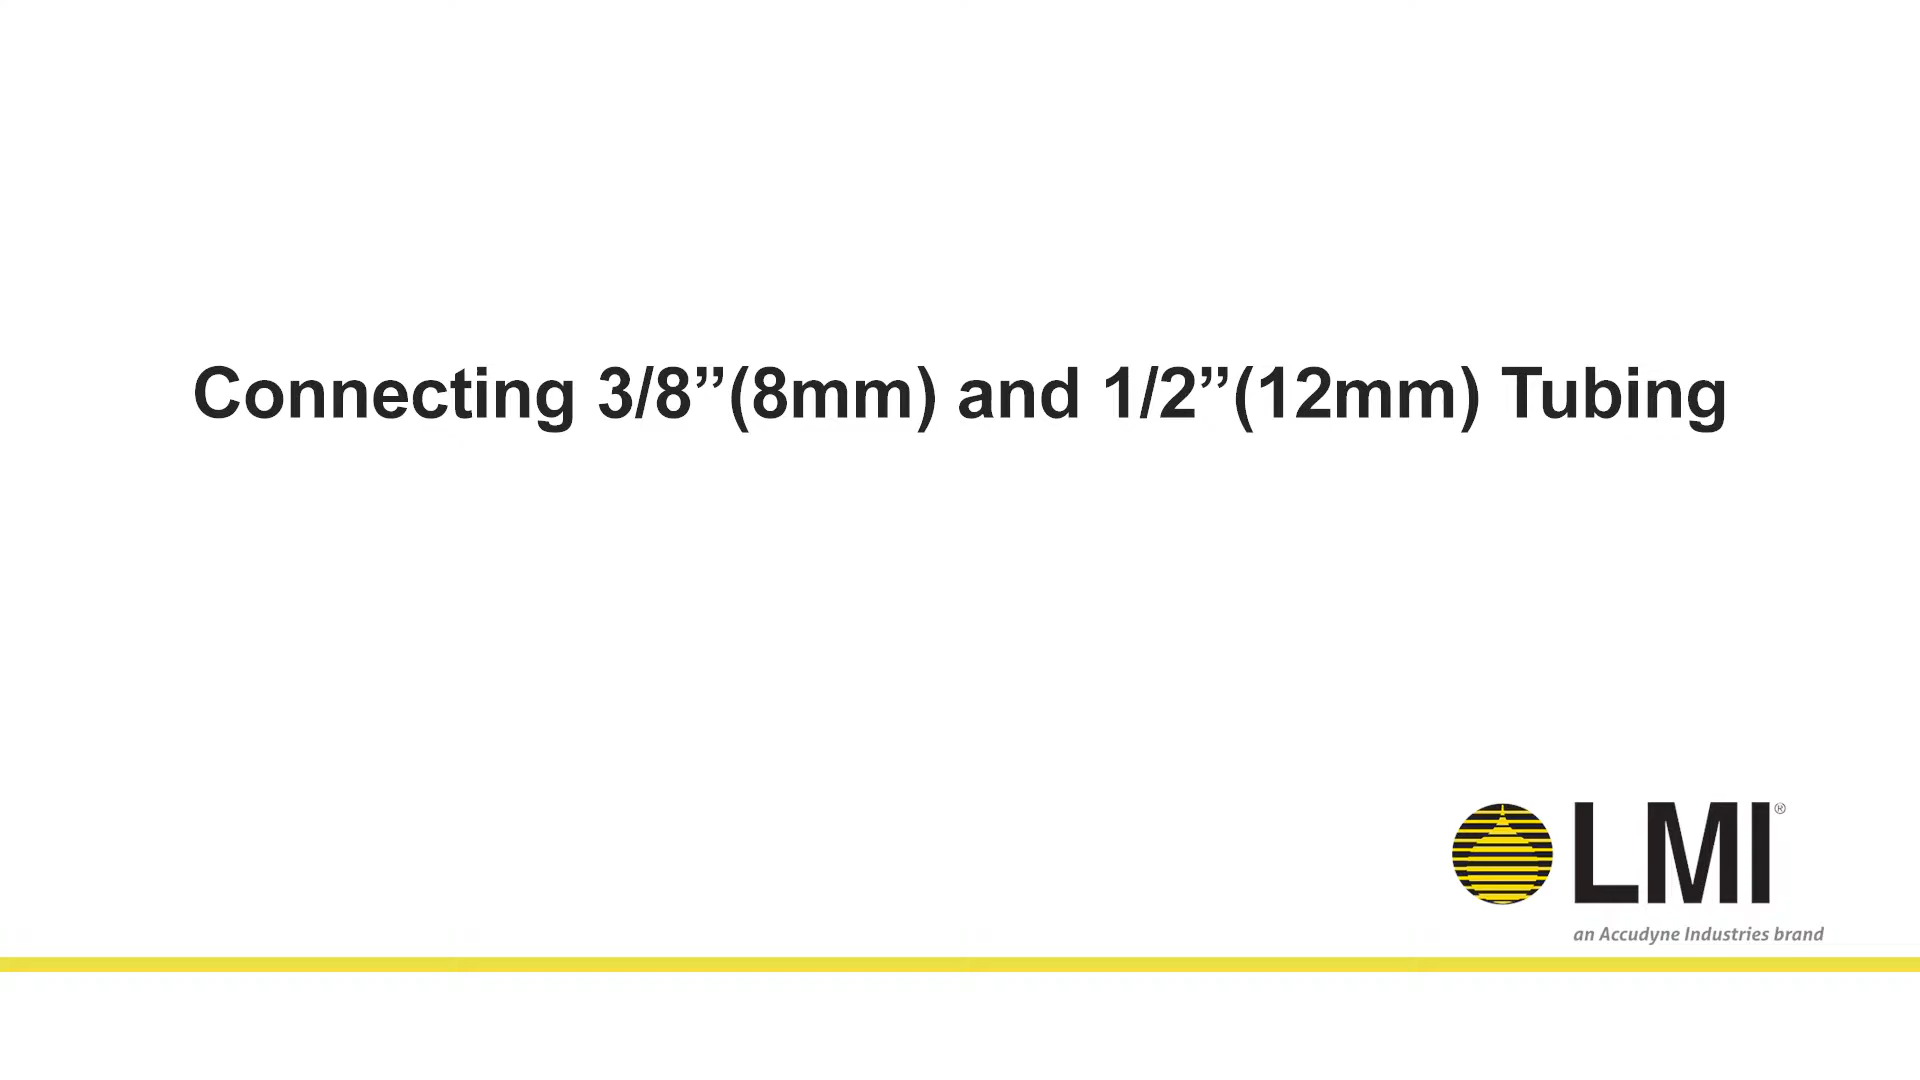 Connecting 3/8”(8mm) and 1/2”(12mm) Tubing
LMI®
an Accudyne Industries brand